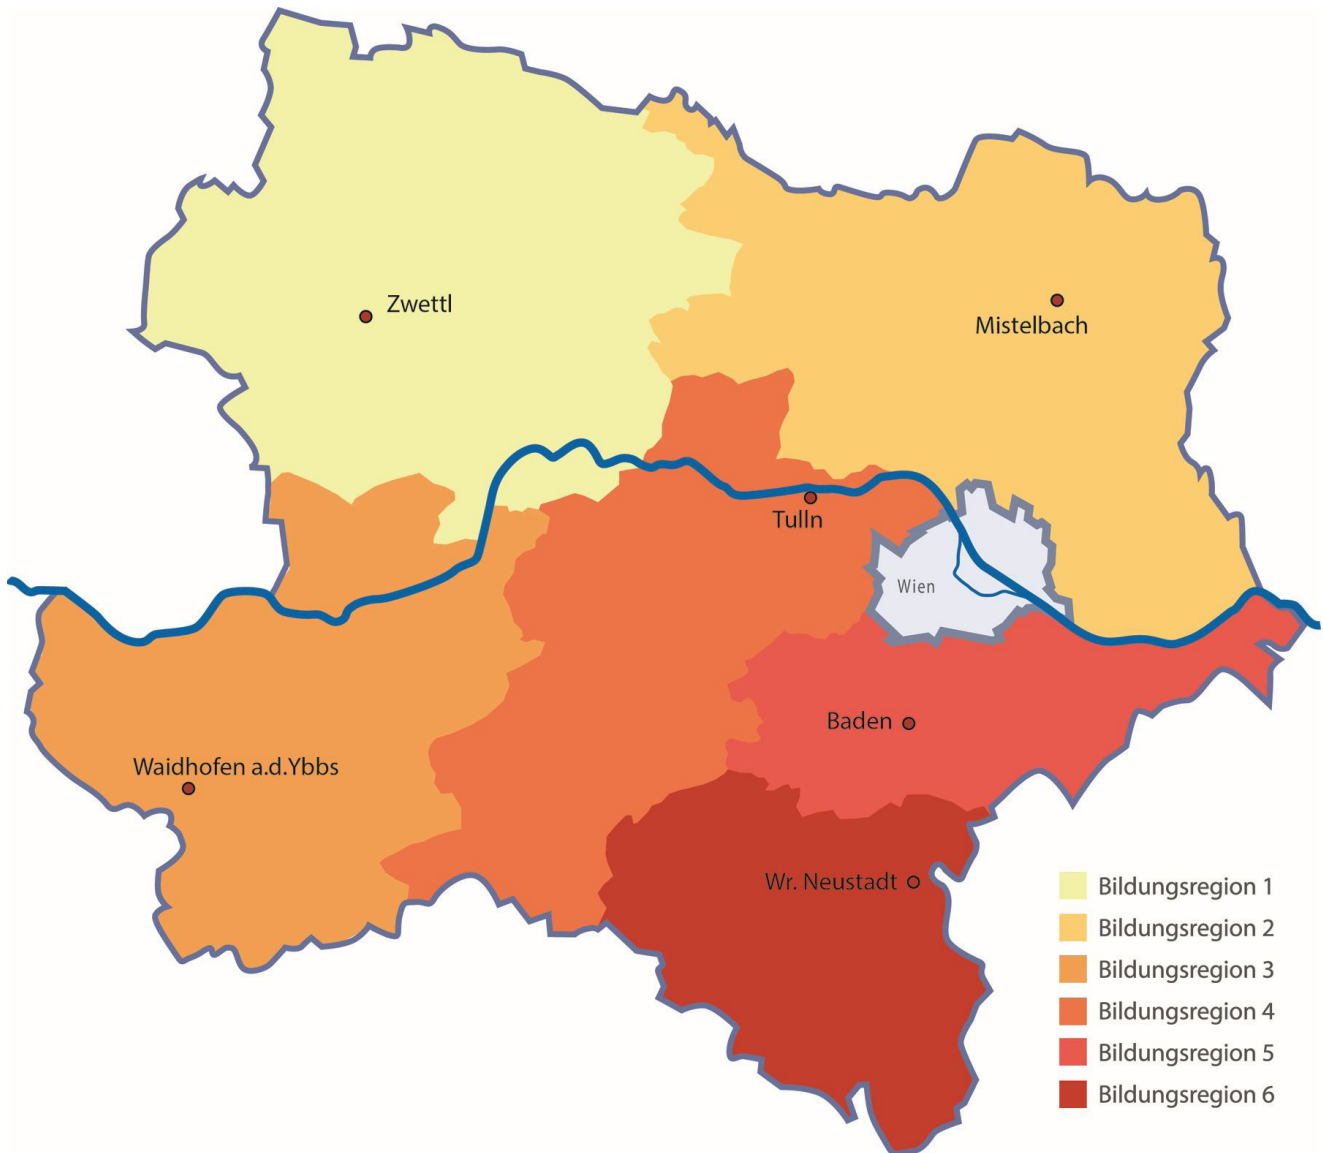 Zwettl
Mistelbach
Tulln
Wien
Baden
Waidhofen a.d.Ybbs
Wr. Neustadt
Bildungsregion 1
Bildungsregion 2
Bildungsregion 3
Bildungsregion 4
Bildungsregion 5
Bildungsregion 6